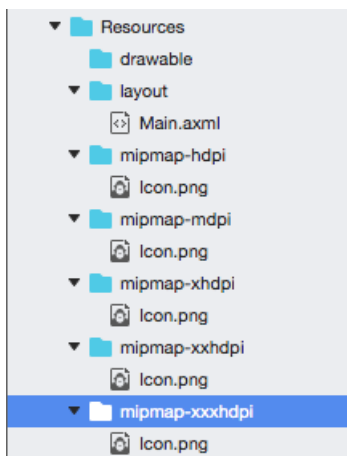 Resources
drawable
layout
Main.axml
mipmap-hdpi
Icon.png
mipmap-mdpi
Icon.png
mipmap-xhdpi
Icon.png
mipmap-xxhdpi
Icon.png
mipmap-xxxhdpi
Icon.png